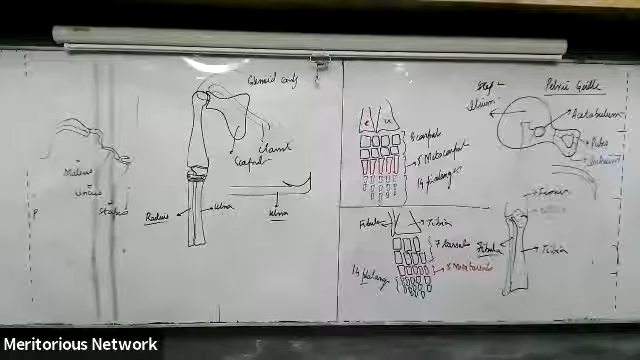 Glenoid cavity
Clavicle
Scapula
Malleus
Incus
Stapes
Radius
Ulna
Ulna
R
U
8 carpals
5 Metacarpals
14 phalanges
Fibula
Tibia
7 tarsals
5 Metatarsals
14 phalanges
Step -
Pelvic Girdle
Ilium
Acetabulum
Pubis
Ischium
Femur
Fibula
Tibia
Meritorious Network